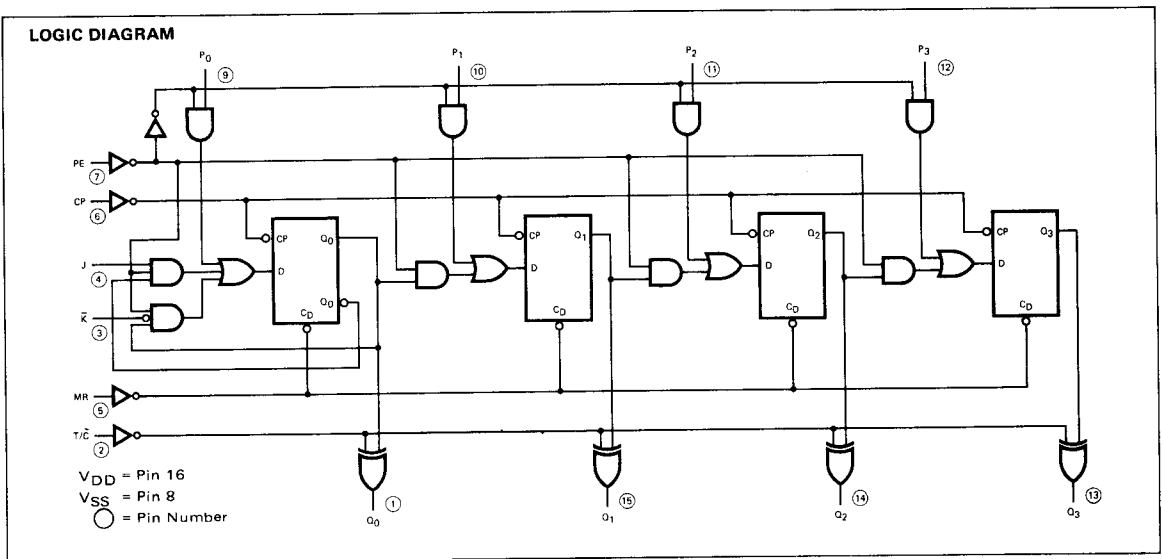 LOGIC DIAGRAM
P0 P1 P2 P3
9 10 11 12
PE
7
CP
6
CP Q0 CP Q1 CP Q2 CP Q3
J
4
D D D D
Q0
K̄
3
CD CD CD CD
MR
5
T/C̄
2
VDD = Pin 16
VSS = Pin 8
= Pin Number
1 15 14 13
Q0 Q1 Q2 Q3